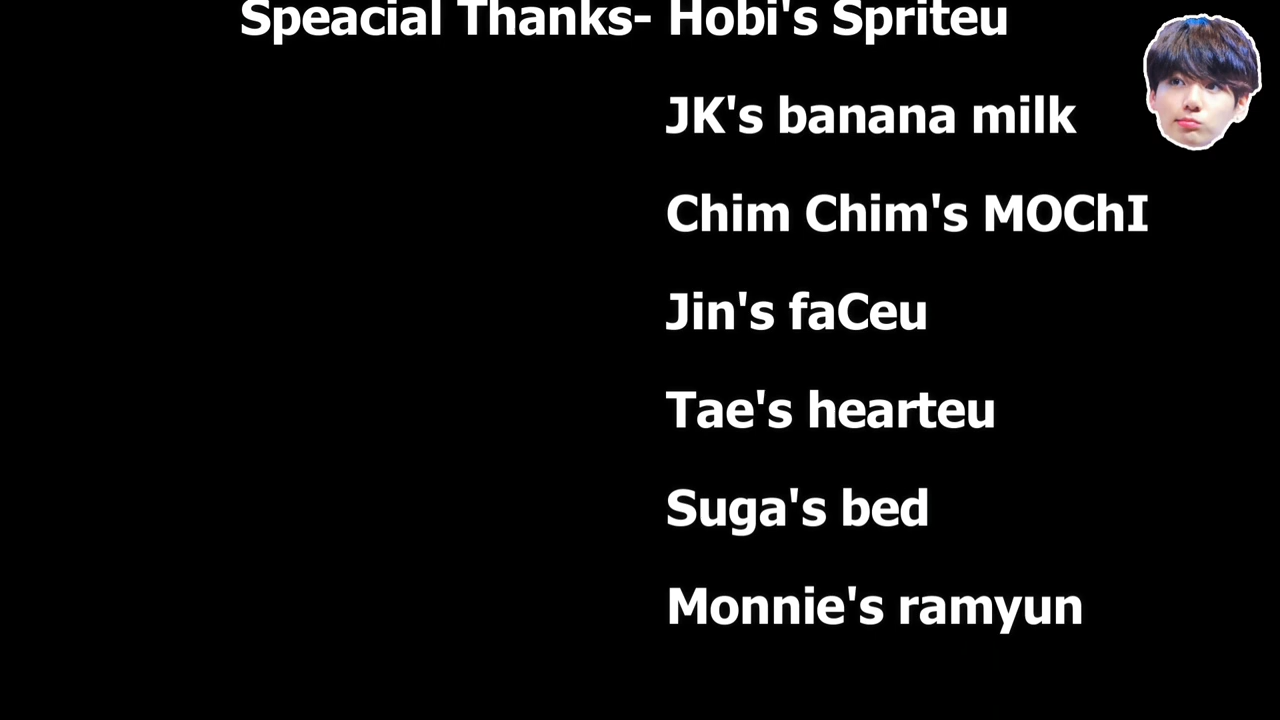 Speacial Thanks- Hobi's Spriteu
JK's banana milk
Chim Chim's MOChI
Jin's faCeu
Tae's hearteu
Suga's bed
Monnie's ramyun